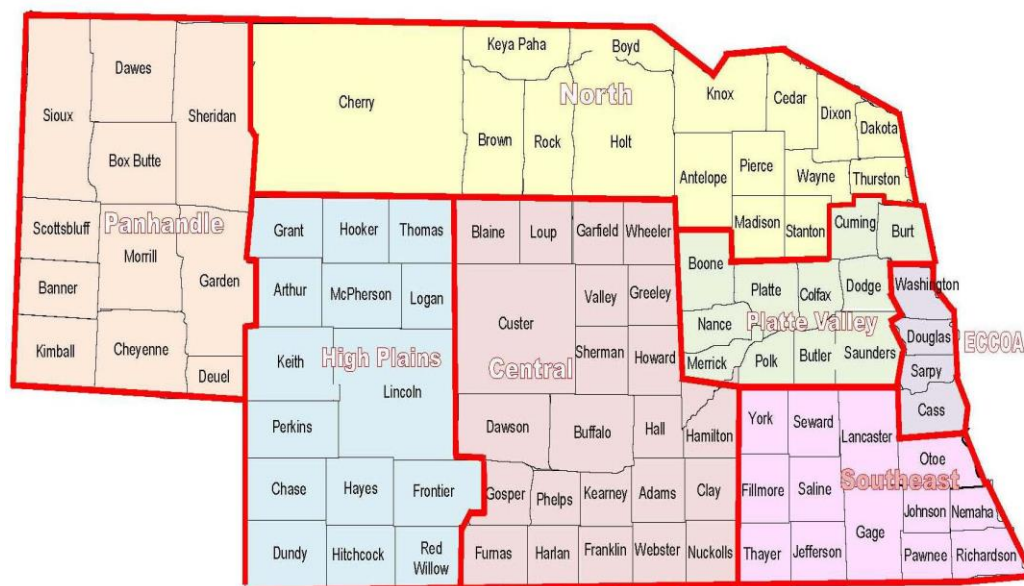 Keya Paha
Boyd
Dawes
Knox
Cedar
Dixon
Sioux
Sheridan
Cherry
North
Dakota
Brown
Rock
Holt
Box Butte
Antelope
Pierce
Wayne
Thurston
Scottsbluff
Panhandle
Madison
Stanton
Cuming
Burt
Grant
Hooker
Thomas
Blaine
Loup
Garfield
Wheeler
Morrill
Boone
Garden
Banner
Arthur
McPherson
Logan
Valley
Greeley
Platte
Colfax
Dodge
Washington
Custer
Nance
Platte Valley
Douglas
ECCOA
Kimball
Cheyenne
Keith
High Plains
Central
Sherman
Howard
Merrick
Polk
Butler
Saunders
Sarpy
Deuel
Lincoln
Cass
Perkins
Dawson
Buffalo
Hall
Hamilton
York
Seward
Lancaster
Otoe
Chase
Hayes
Frontier
Gosper
Phelps
Kearney
Adams
Clay
Fillmore
Saline
Southeast
Johnson
Nemaha
Gage
Dundy
Hitchcock
Red
Willow
Furnas
Harlan
Franklin
Webster
Nuckolls
Thayer
Jefferson
Pawnee
Richardson